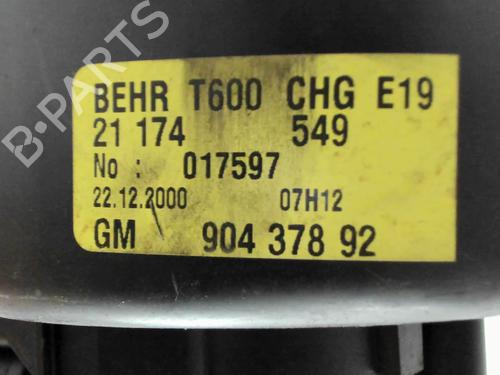 B-PARTS
BEHR T600 CHG E19
21 174 549
No : 017597
22.12.2000 07H12
GM 904 378 92